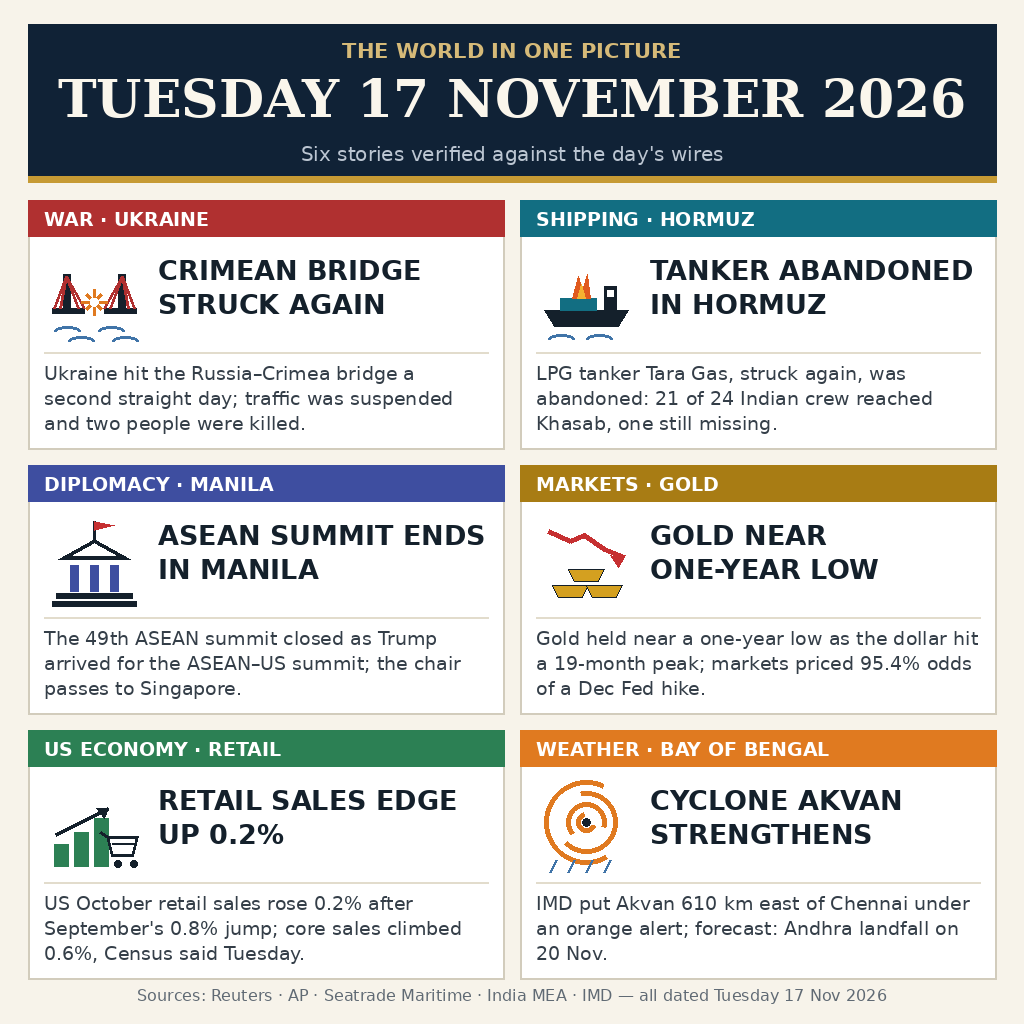 THE WORLD IN ONE PICTURE
TUESDAY 17 NOVEMBER 2026
Six stories verified against the day's wires
WAR · UKRAINE
CRIMEAN BRIDGE
STRUCK AGAIN
Ukraine hit the Russia–Crimea bridge a
second straight day; traffic was suspended
and two people were killed.
SHIPPING · HORMUZ
TANKER ABANDONED
IN HORMUZ
LPG tanker Tara Gas, struck again, was
abandoned: 21 of 24 Indian crew reached
Khasab, one still missing.
DIPLOMACY · MANILA
ASEAN SUMMIT ENDS
IN MANILA
The 49th ASEAN summit closed as Trump
arrived for the ASEAN–US summit; the chair
passes to Singapore.
MARKETS · GOLD
GOLD NEAR
ONE-YEAR LOW
Gold held near a one-year low as the dollar hit
a 19-month peak; markets priced 95.4% odds
of a Dec Fed hike.
US ECONOMY · RETAIL
RETAIL SALES EDGE
UP 0.2%
US October retail sales rose 0.2% after
September's 0.8% jump; core sales climbed
0.6%, Census said Tuesday.
WEATHER · BAY OF BENGAL
CYCLONE AKVAN
STRENGTHENS
IMD put Akvan 610 km east of Chennai under
an orange alert; forecast: Andhra landfall on
20 Nov.
Sources: Reuters · AP · Seatrade Maritime · India MEA · IMD — all dated Tuesday 17 Nov 2026